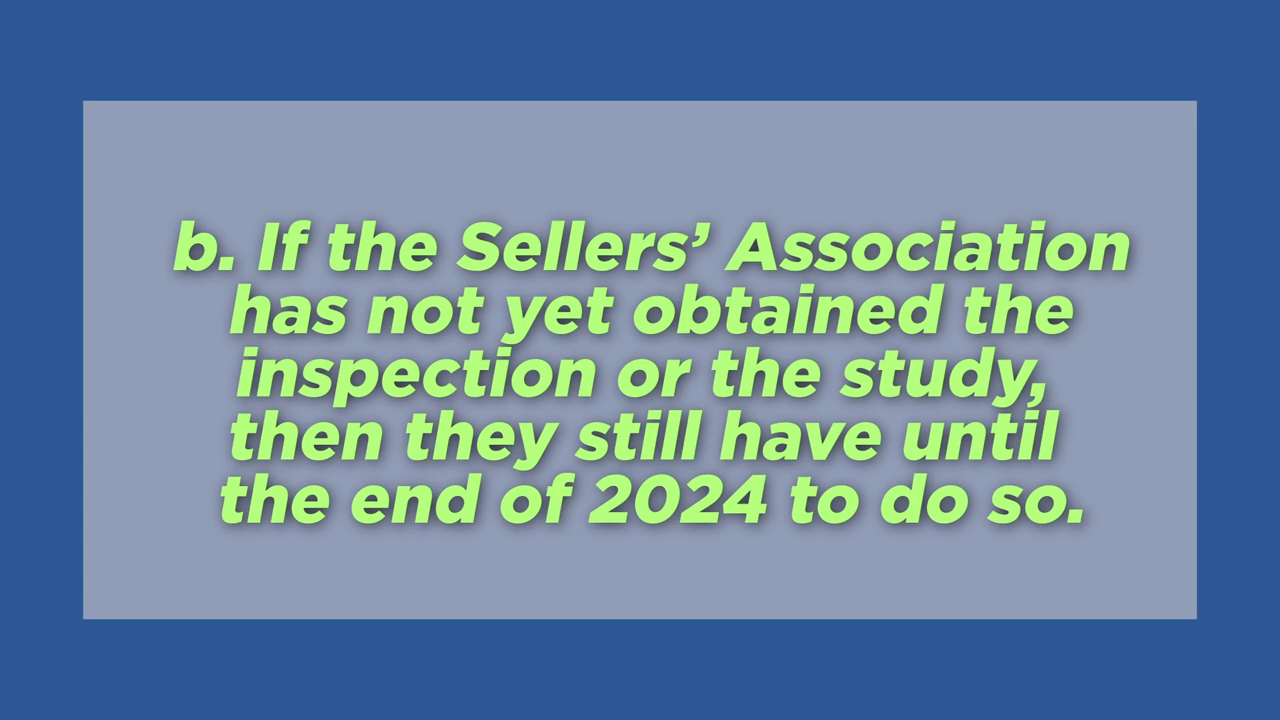 b. If the Sellers’ Association
has not yet obtained the
inspection or the study,
then they still have until
the end of 2024 to do so.